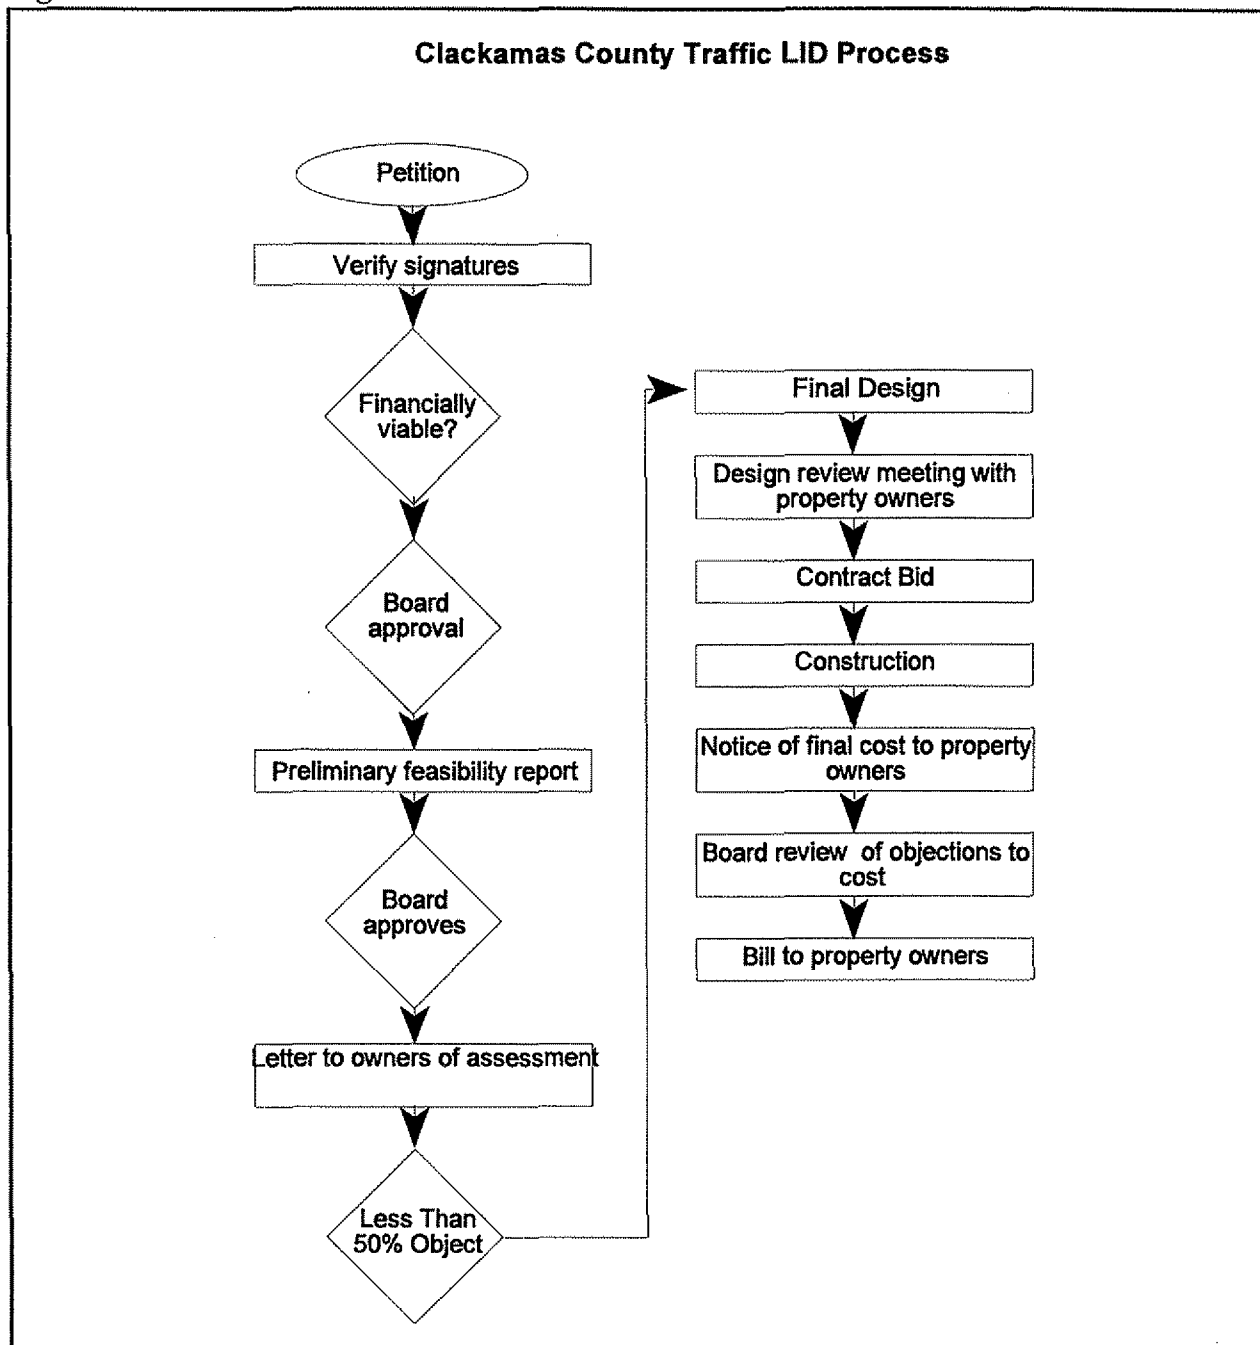 Clackamas County Traffic LID Process
Petition
Verify signatures
Financially
viable?
Board
approval
Preliminary feasibility report
Board
approves
Letter to owners of assessment
Less Than
50% Object
Final Design
Design review meeting with
property owners
Contract Bid
Construction
Notice of final cost to property
owners
Board review of objections to
cost
Bill to property owners